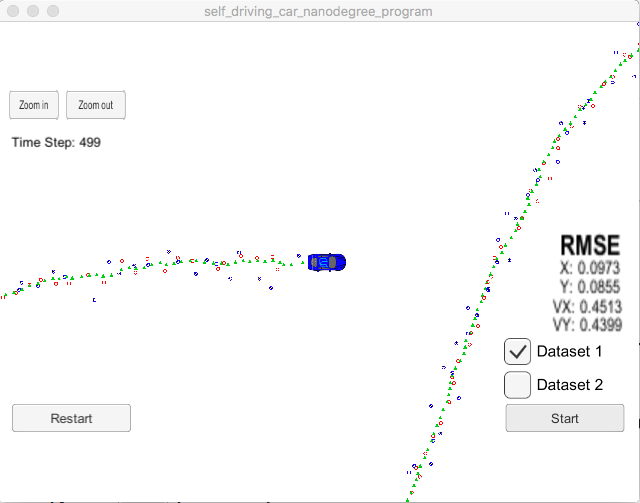 self_driving_car_nanodegree_program
Zoom in
Zoom out
Time Step: 499
RMSE
X: 0.0973
Y: 0.0855
VX: 0.4513
VY: 0.4399
Dataset 1
Dataset 2
Restart
Start